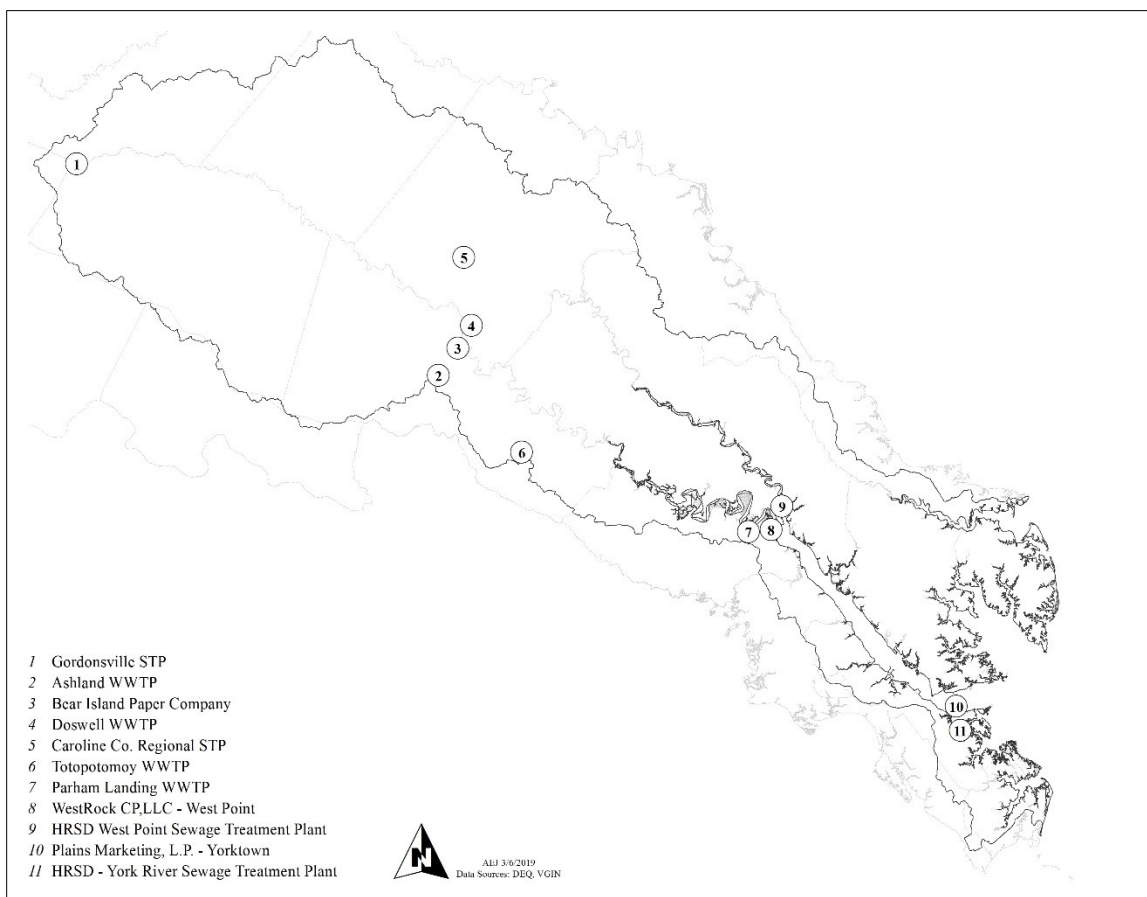 1
5
4
3
2
6
9
7
8
10
11
1 Gordonsville STP
2 Ashland WWTP
3 Bear Island Paper Company
4 Doswell WWTP
5 Caroline Co. Regional STP
6 Totopotomoy WWTP
7 Parham Landing WWTP
8 WestRock CP,LLC - West Point
9 HRSD West Point Sewage Treatment Plant
10 Plains Marketing, L.P. - Yorktown
11 HRSD - York River Sewage Treatment Plant
N
AEJ 3/6/2019
Data Sources: DEQ, VGIN